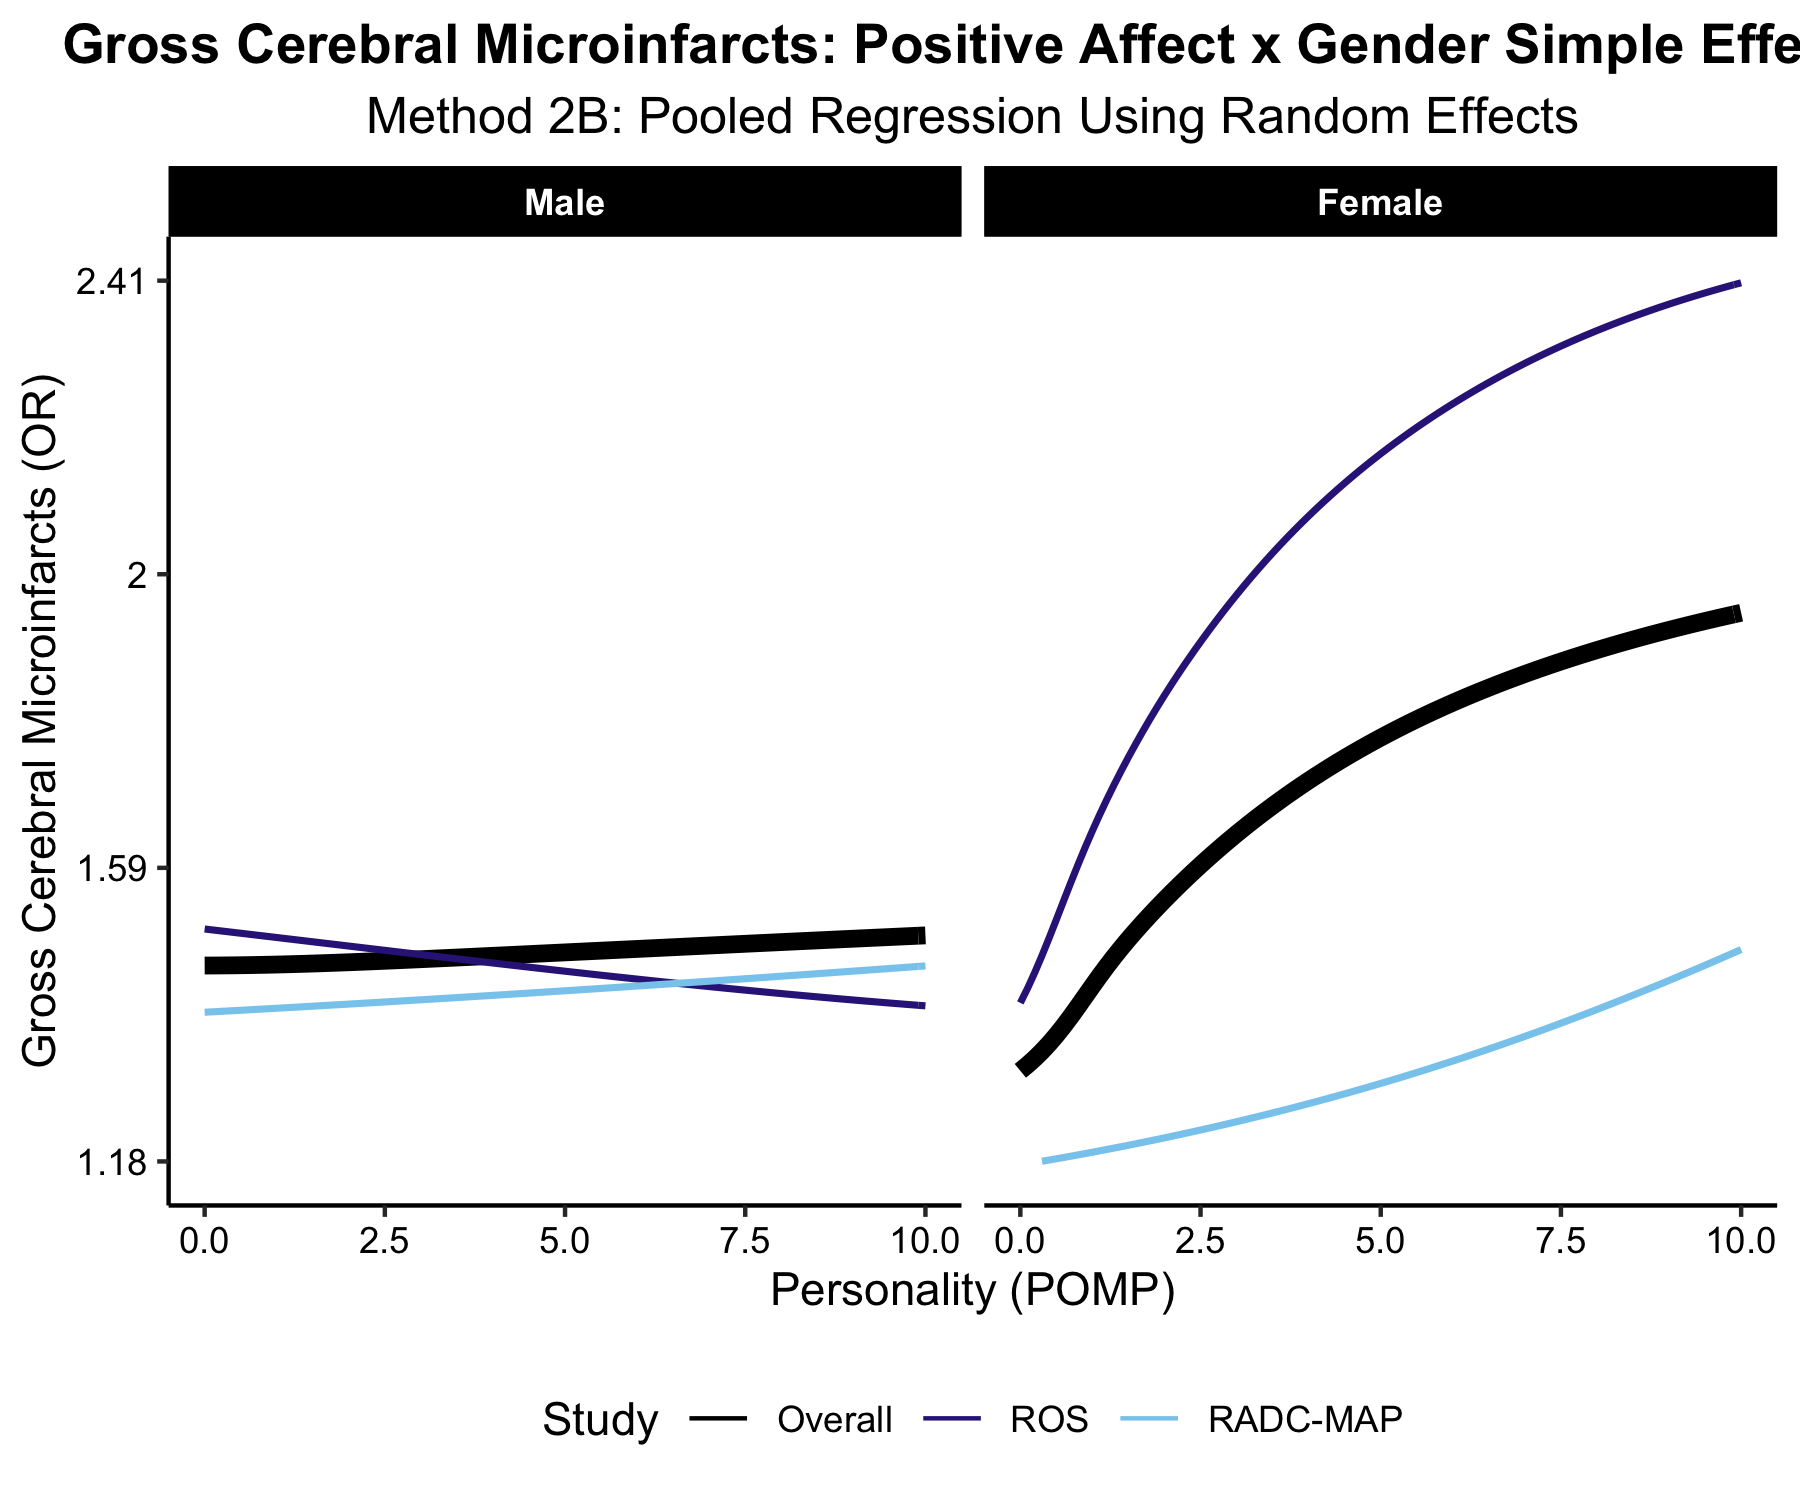 Gross Cerebral Microinfarcts: Positive Affect x Gender Simple Effe
Method 2B: Pooled Regression Using Random Effects
Male
Female
Gross Cerebral Microinfarcts (OR)
2.41
2
1.59
1.18
0.0 2.5 5.0 7.5 10.0
0.0 2.5 5.0 7.5 10.0
Personality (POMP)
Study Overall ROS RADC-MAP